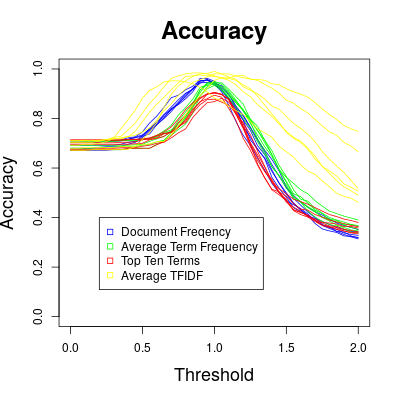 Accuracy
Accuracy
1.0
0.8
0.6
0.4
0.2
0.0
Document Freqency
Average Term Frequency
Top Ten Terms
Average TFIDF
0.0 0.5 1.0 1.5 2.0
Threshold